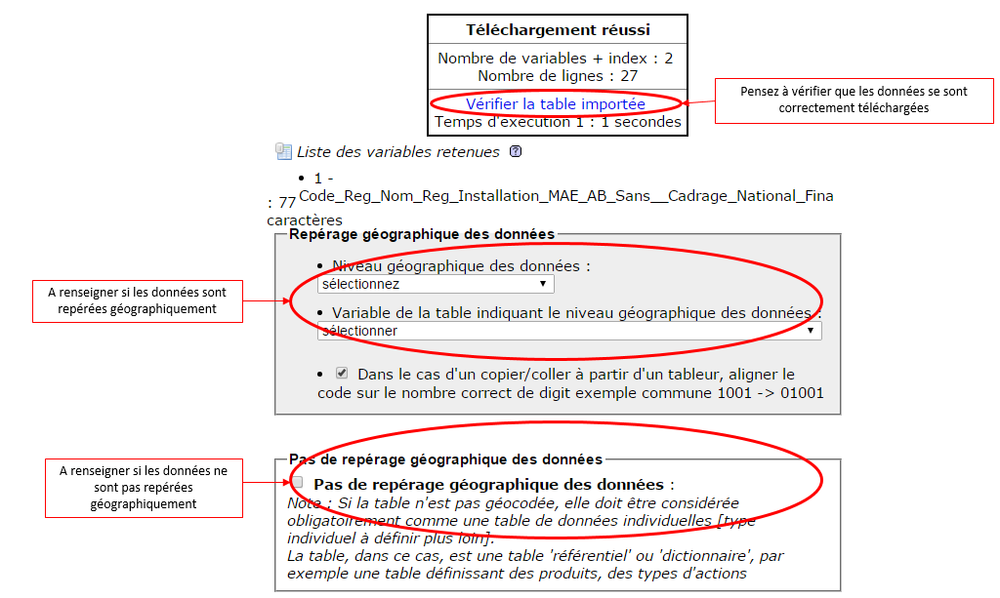 Téléchargement réussi
Nombre de variables + index : 2
Nombre de lignes : 27
Vérifier la table importée
Temps d'execution 1 : 1 secondes
Pensez à vérifier que les données se sont
correctement téléchargées
Liste des variables retenues ?
• 1 -
Code_Reg_Nom_Reg_Installation_MAE_AB_Sans__Cadrage_National_Fina
: 77
caractères
Repérage géographique des données
• Niveau géographique des données :
sélectionnez
A renseigner si les données sont
repérées géographiquement
• Variable de la table indiquant le niveau géographique des données :
sélectionner
• Dans le cas d'un copier/coller à partir d'un tableur, aligner le
code sur le nombre correct de digit exemple commune 1001 -> 01001
Pas de repérage géographique des données
A renseigner si les données ne
sont pas repérées
géographiquement
Pas de repérage géographique des données :
Note : Si la table n'est pas géocodée, elle doit être considérée
obligatoirement comme une table de données individuelles [type
individuel à définir plus loin].
La table, dans ce cas, est une table 'référentiel' ou 'dictionnaire', par
exemple une table définissant des produits, des types d'actions